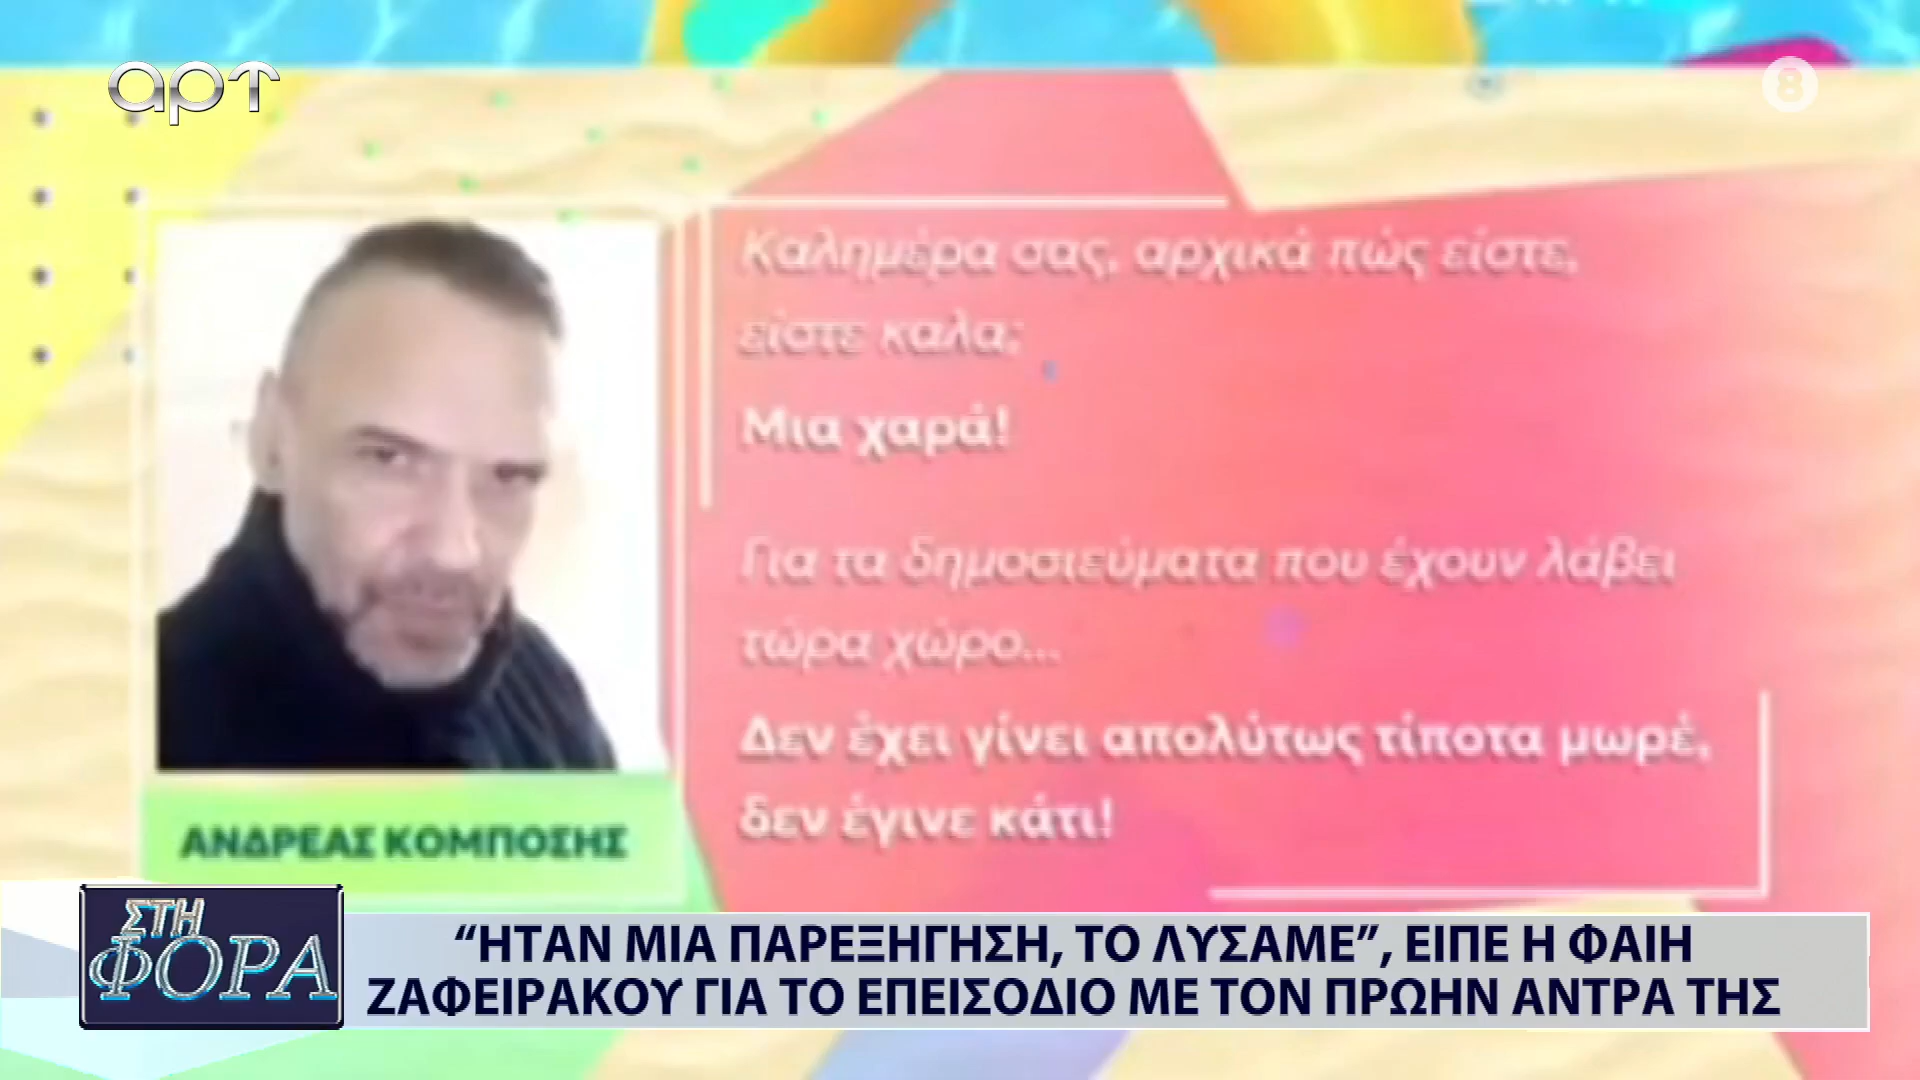 αρτ
8
Καλημέρα σας, αρχικά πώς είστε,
είστε καλα;
Μια χαρά!
Για τα δημοσιεύματα που έχουν λάβει
τώρα χώρο...
Δεν έχει γίνει απολύτως τίποτα μωρέ,
δεν έγινε κάτι!
ΑΝΔΡΕΑΣ ΚΟΜΠΟΣΗΣ
ΣΤΗ
ΦΟΡΑ
“ΗΤΑΝ ΜΙΑ ΠΑΡΕΞΗΓΗΣΗ, ΤΟ ΛΥΣΑΜΕ”, ΕΙΠΕ Η ΦΑΙΗ
ΖΑΦΕΙΡΑΚΟΥ ΓΙΑ ΤΟ ΕΠΕΙΣΟΔΙΟ ΜΕ ΤΟΝ ΠΡΩΗΝ ΑΝΤΡΑ ΤΗΣ